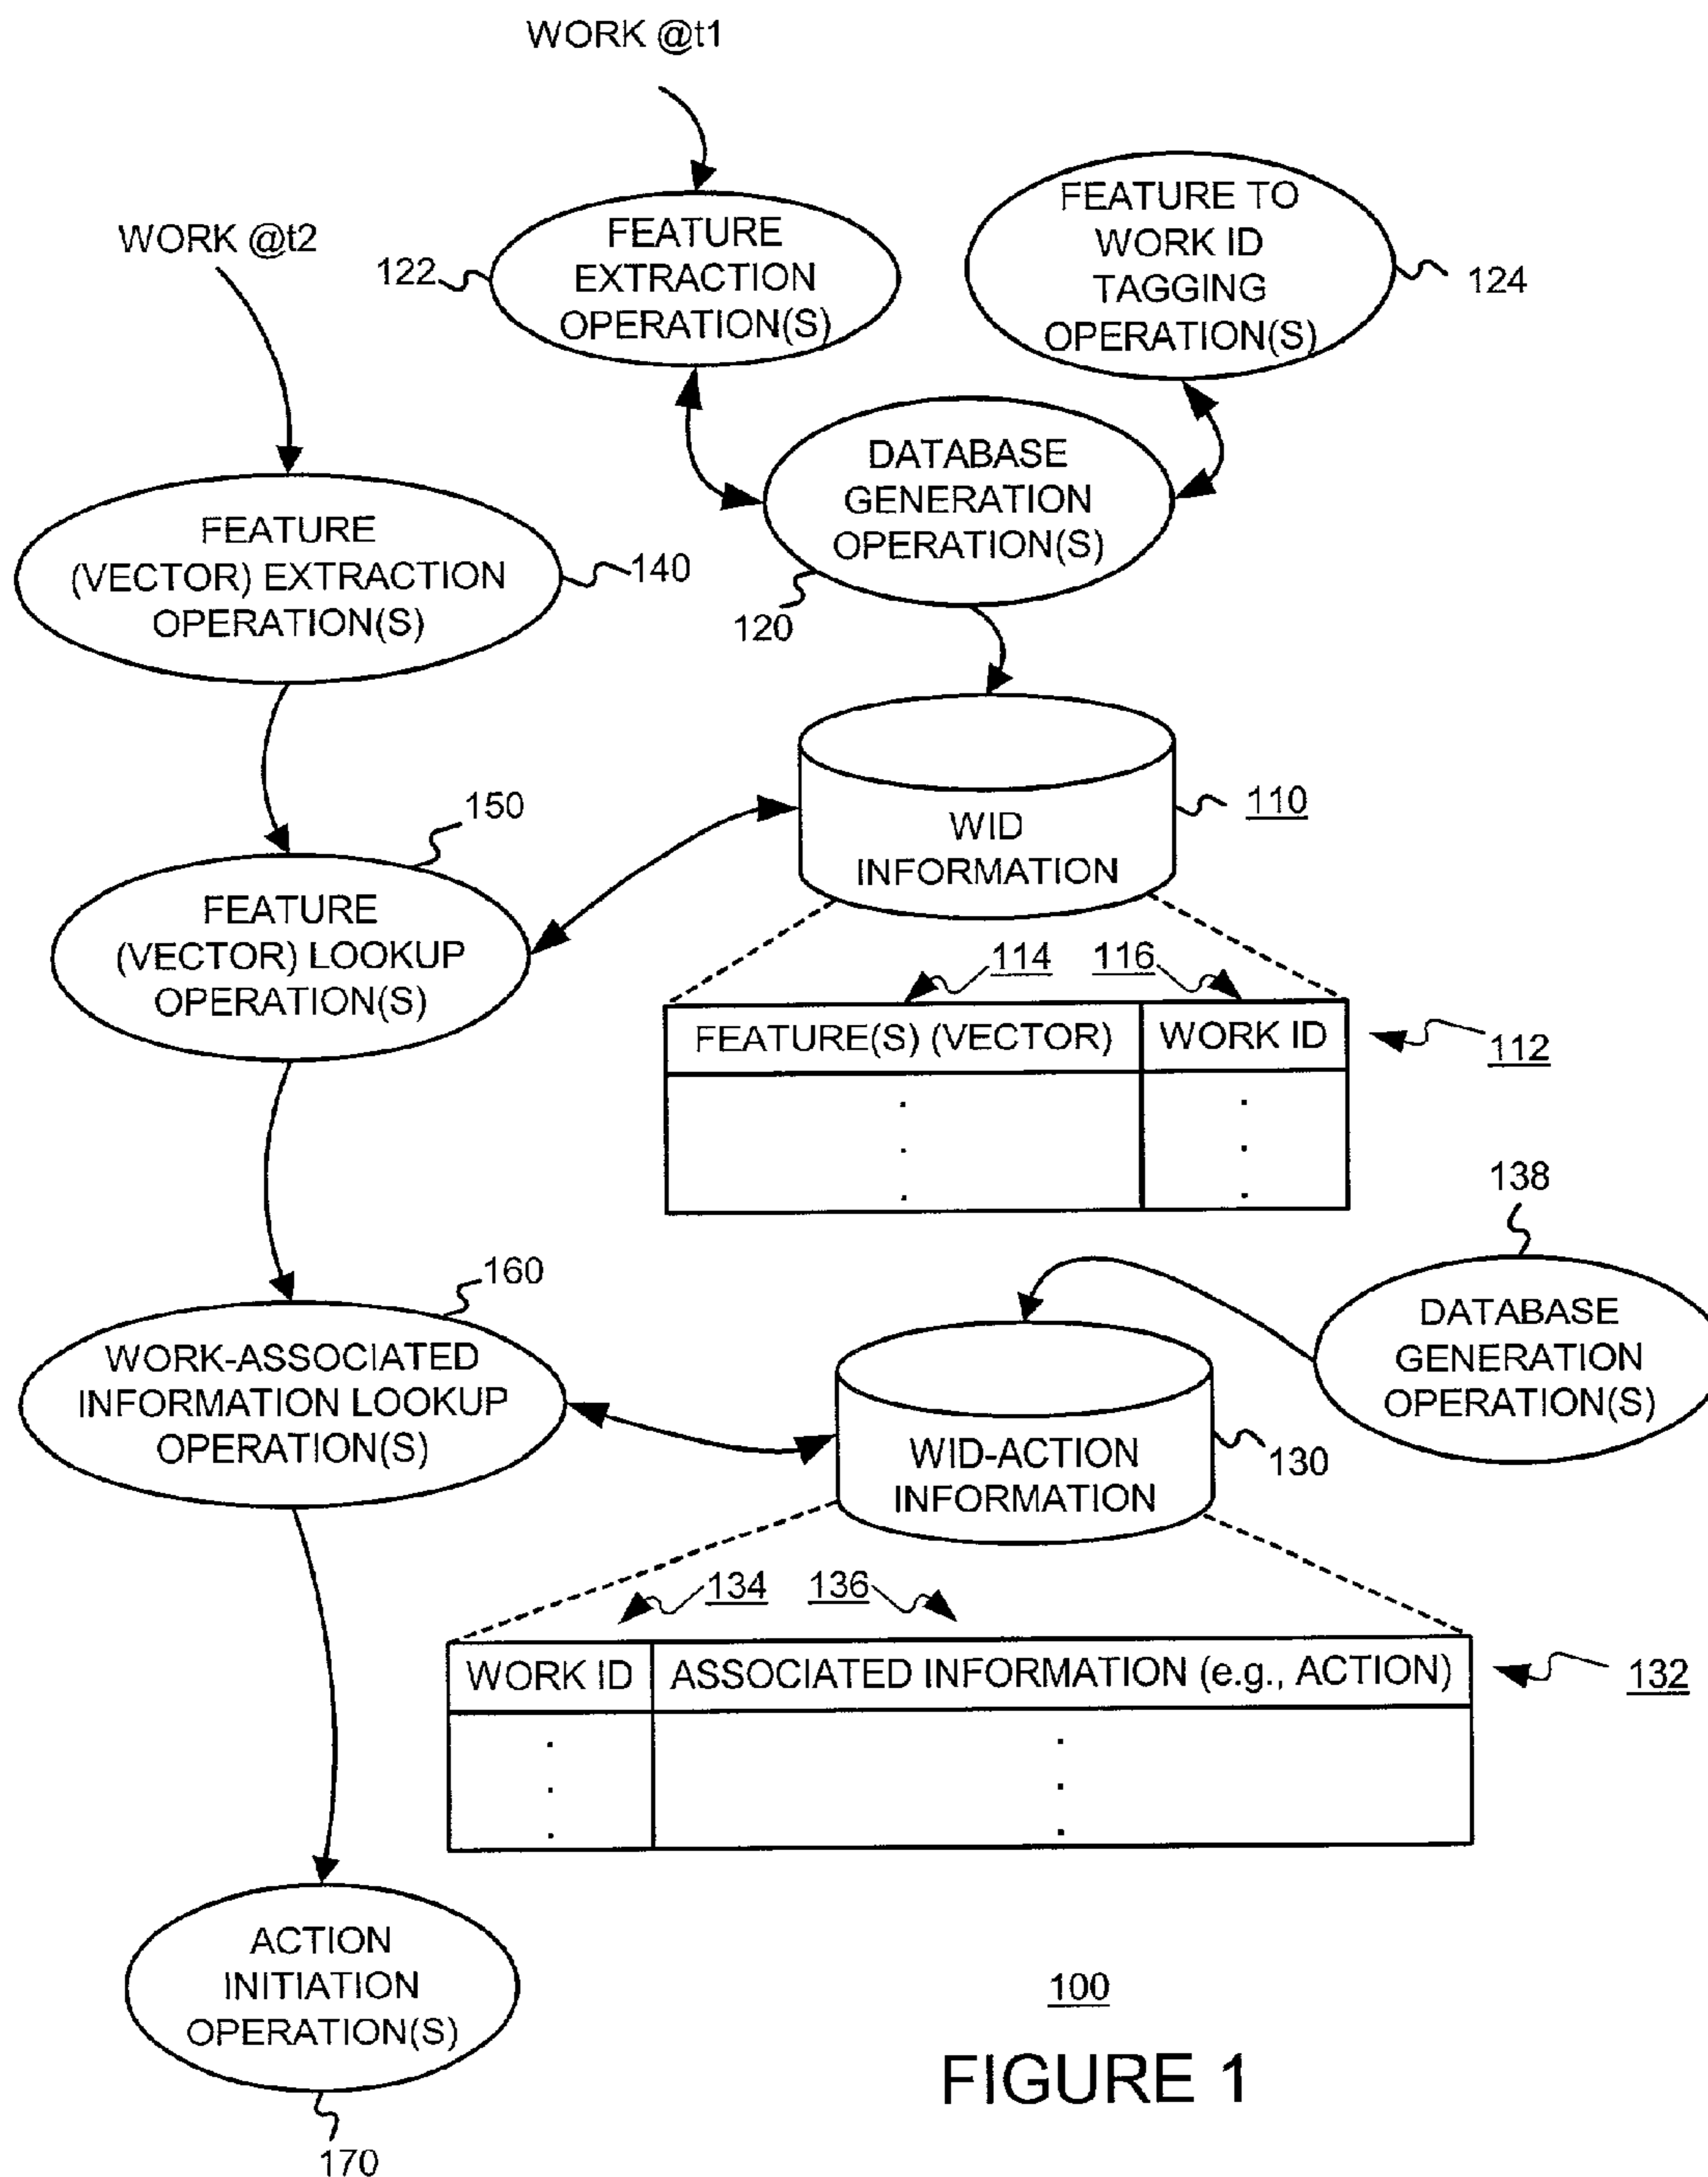 WORK @t1
WORK @t2
122
FEATURE
EXTRACTION
OPERATION(S)
FEATURE TO
WORK ID
TAGGING
OPERATION(S)
124
DATABASE
GENERATION
OPERATION(S)
120
FEATURE
(VECTOR) EXTRACTION
OPERATION(S)
140
WID
INFORMATION
110
150
FEATURE
(VECTOR) LOOKUP
OPERATION(S)
114
116
FEATURE(S) (VECTOR)
WORK ID
112
.
.
.
.
.
.
138
DATABASE
GENERATION
OPERATION(S)
160
WORK-ASSOCIATED
INFORMATION LOOKUP
OPERATION(S)
WID-ACTION
INFORMATION
130
134
136
WORK ID
ASSOCIATED INFORMATION (e.g., ACTION)
132
.
.
.
.
.
.
ACTION
INITIATION
OPERATION(S)
170
100
FIGURE 1